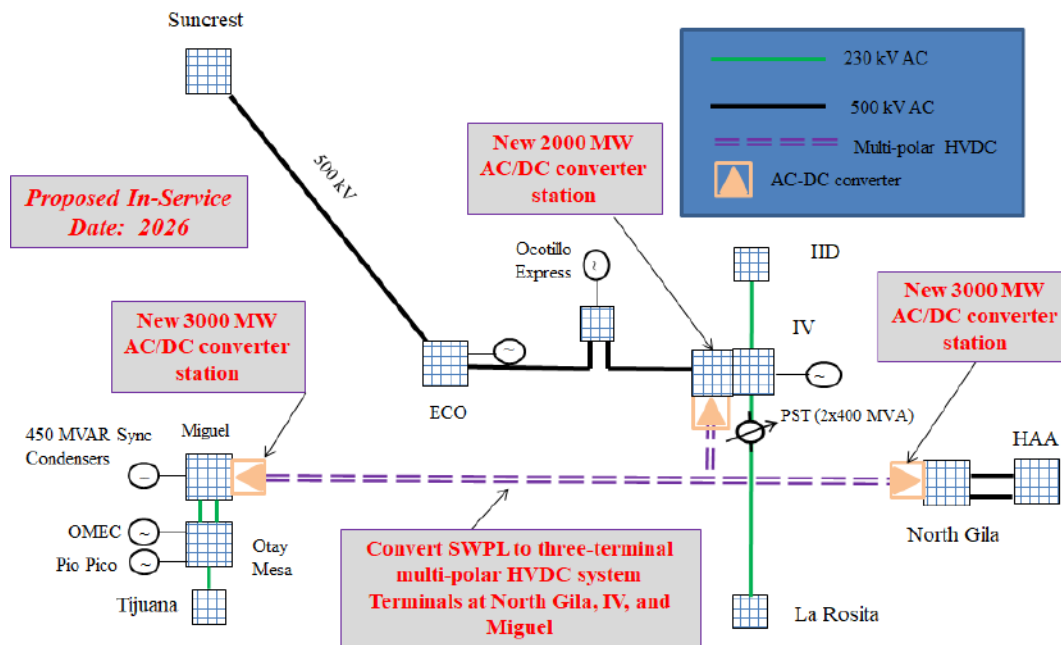 Suncrest
230 kV AC
500 kV AC
Multi-polar HVDC
AC-DC converter
New 2000 MW
AC/DC converter
station
500 kV
Proposed In-Service
Date: 2026
Ocotillo
Express
IID
New 3000 MW
AC/DC converter
station
New 3000 MW
AC/DC converter
station
IV
ECO
PST (2x400 MVA)
450 MVAR Sync
Condensers
Miguel
HAA
North Gila
OMEC
Pio Pico
Otay
Mesa
Convert SWPL to three-terminal
multi-polar HVDC system
Terminals at North Gila, IV, and
Miguel
Tijuana
La Rosita